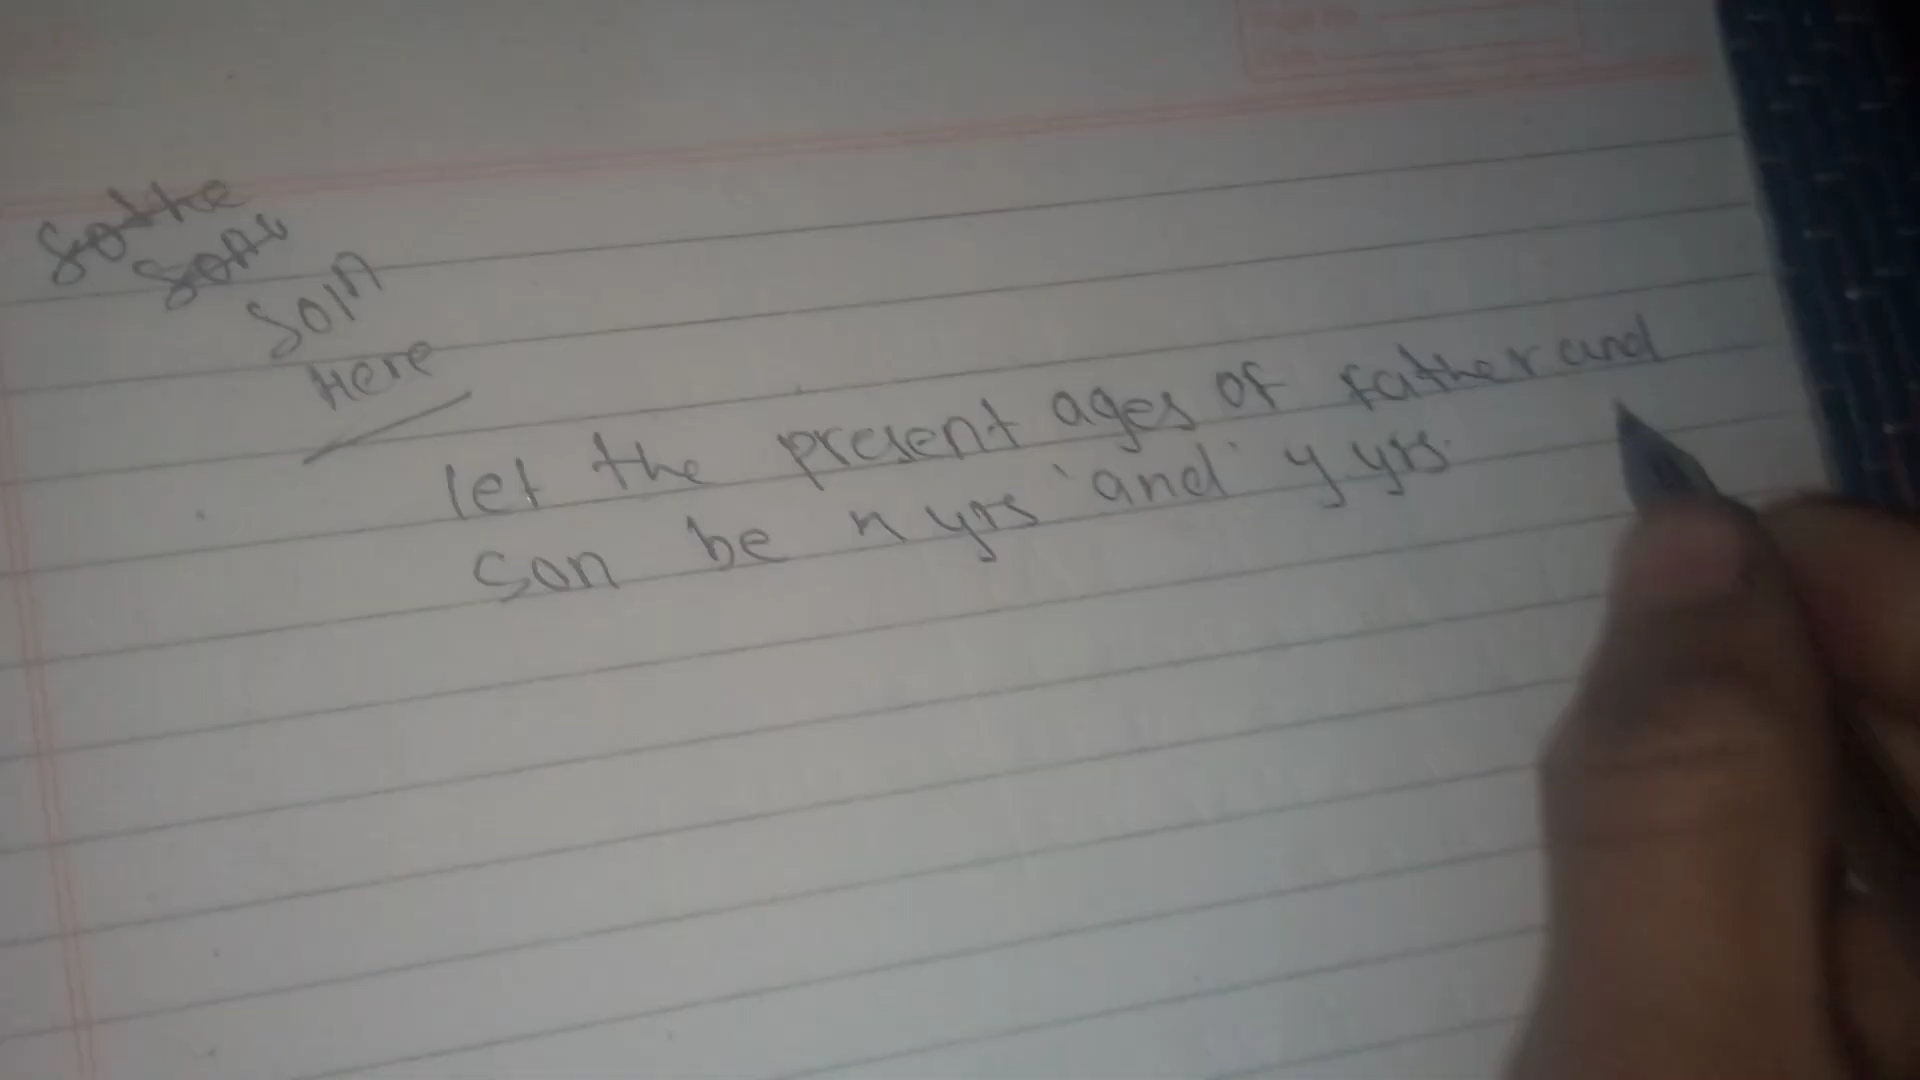 Soln
Here
let the present ages of father and
son be x yrs and y yrs.